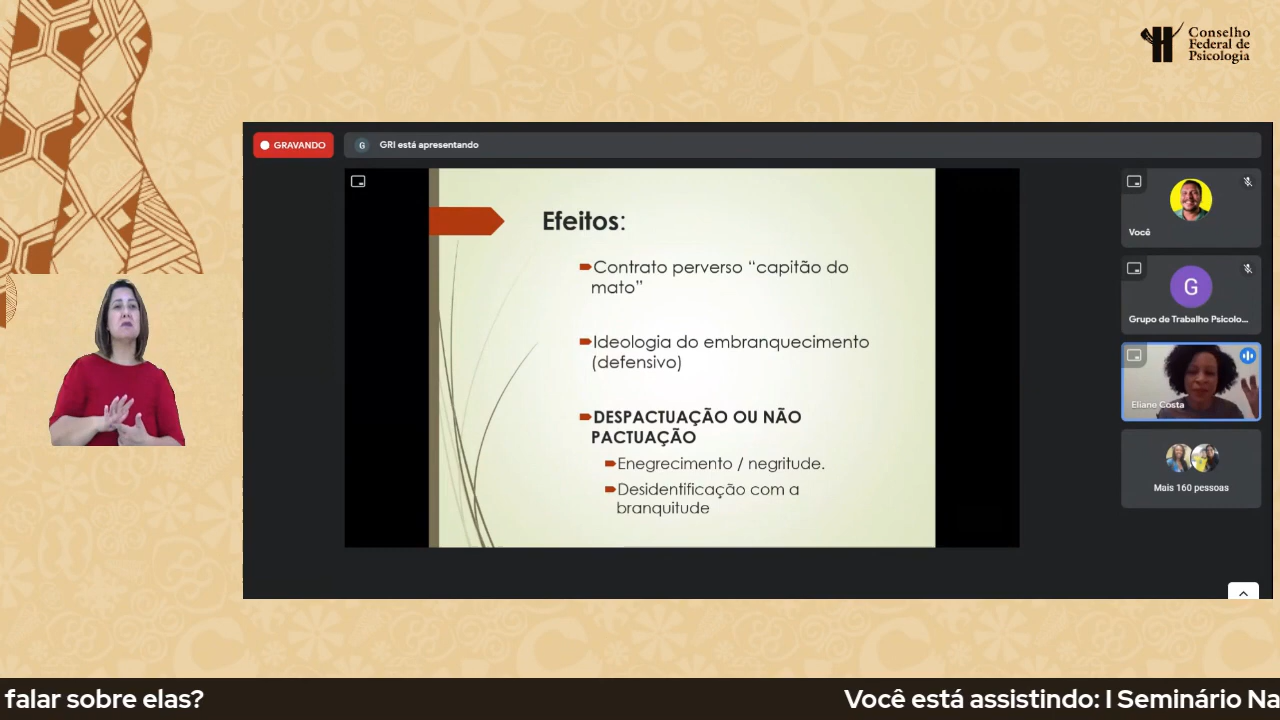 Conselho
Federal de
Psicologia
GRAVANDO
G
GRI está apresentando
Efeitos:
Contrato perverso “capitão do
mato”
Ideologia do embranquecimento
(defensivo)
DESPACTUAÇÃO OU NÃO
PACTUAÇÃO
Enegrecimento / negritude.
Desidentificação com a
branquitude
Você
G
Grupo de Trabalho Psicolo...
Eliane Costa
Mais 160 pessoas
falar sobre elas?
Você está assistindo: I Seminário Na